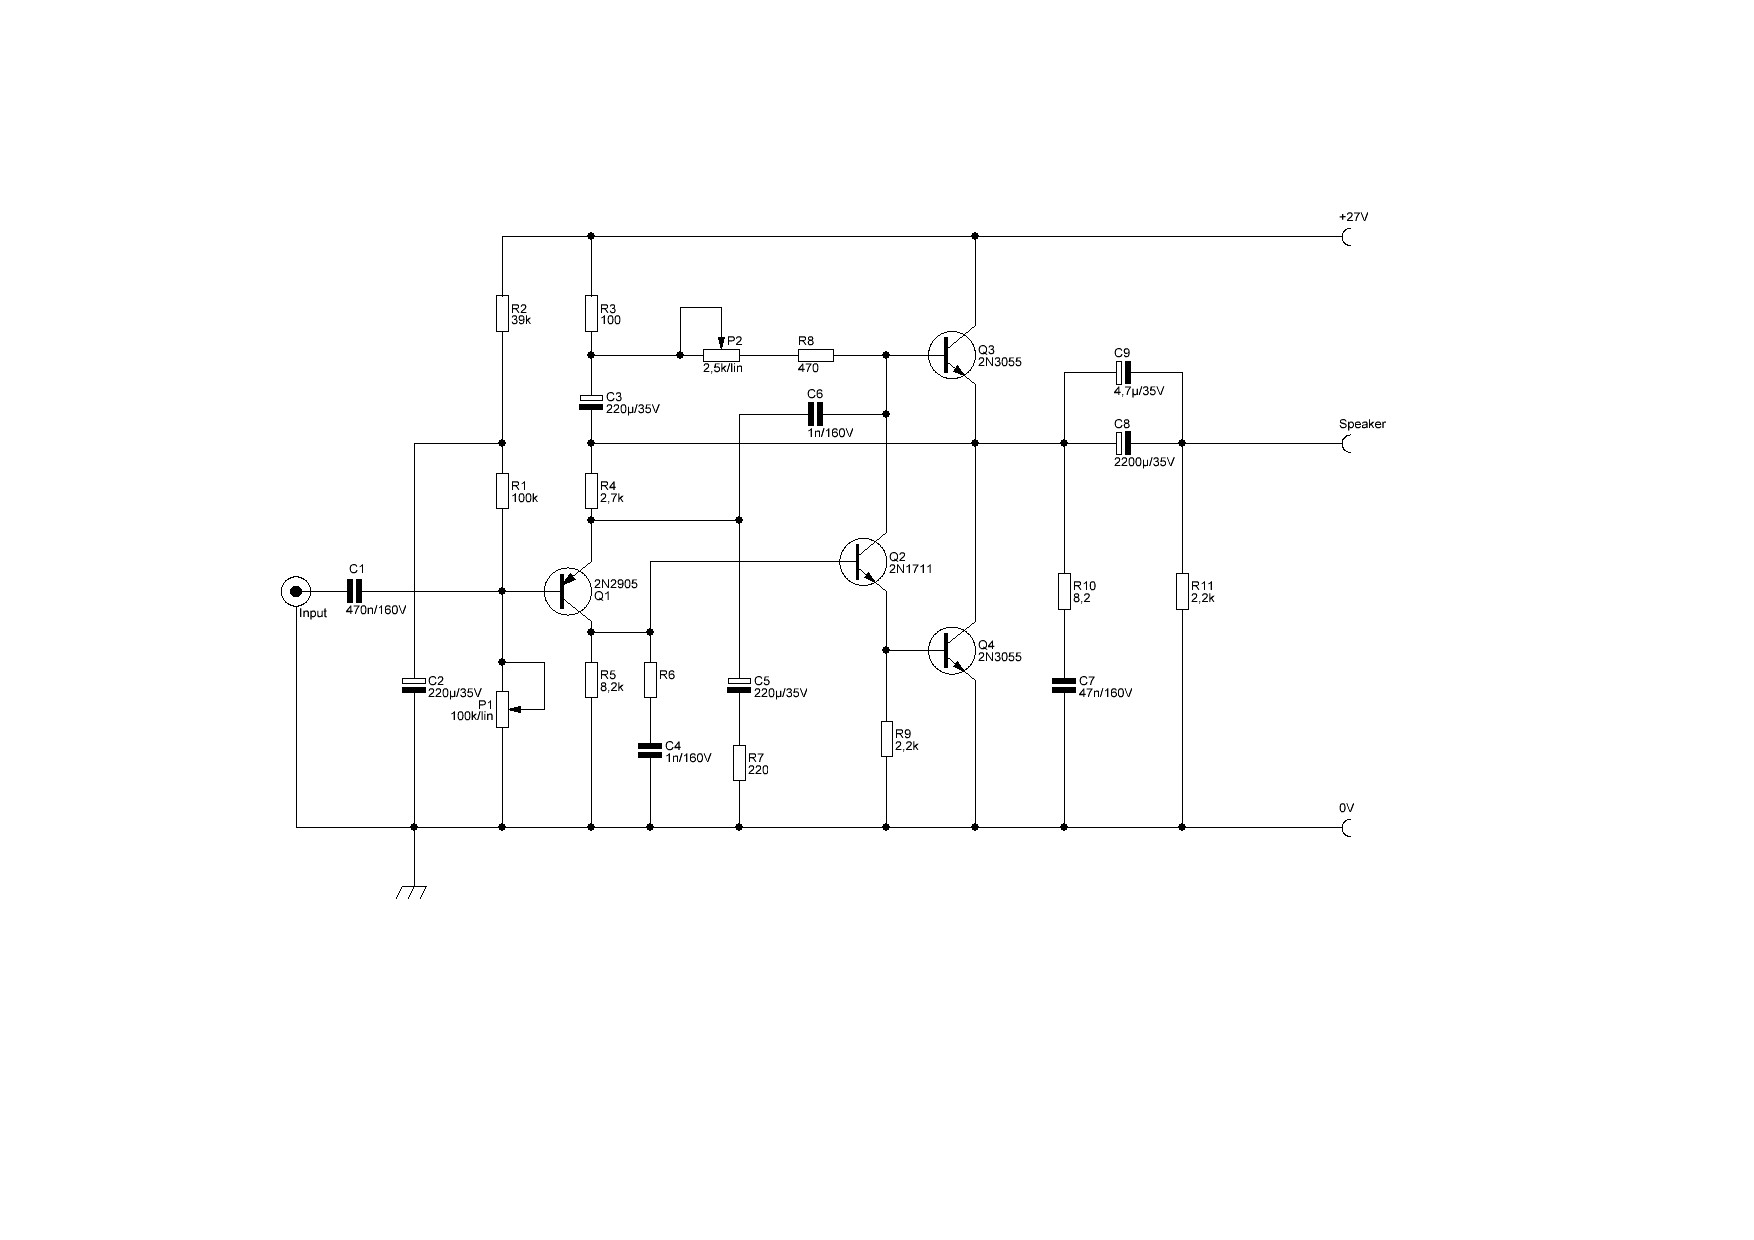 +27V
R2
39k
R3
100
P2
2,5k/lin
R8
470
Q3
2N3055
C9
4,7µ/35V
C3
220µ/35V
C6
1n/160V
C8
2200µ/35V
Speaker
R1
100k
R4
2,7k
Q2
2N1711
C1
470n/160V
Input
2N2905
Q1
R10
8,2
R11
2,2k
Q4
2N3055
C2
220µ/35V
P1
100k/lin
R5
8,2k
R6
C5
220µ/35V
C7
47n/160V
C4
1n/160V
R7
220
R9
2,2k
0V